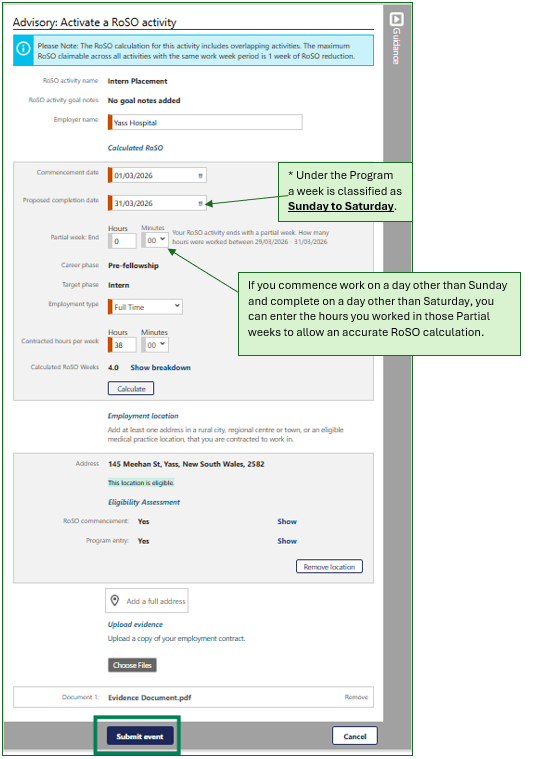 Advisory: Activate a RoSO activity
Guidance
Please Note: The RoSO calculation for this activity includes overlapping activities. The maximum
RoSO claimable across all activities with the same work week period is 1 week of RoSO reduction.
RoSO activity name Intern Placement
RoSO activity goal notes No goal notes added
Employer name Yass Hospital
Calculated RoSO
Commencement date 01/03/2026
* Under the Program
a week is classified as
Sunday to Saturday.
Proposed completion date 31/03/2026
Hours Minutes
Partial week: End 0 00 Your RoSO activity ends with a partial week. How many
hours were worked between 29/03/2026 - 31/03/2026
Career phase Pre-fellowship
Target phase Intern
Employment type Full Time
If you commence work on a day other than Sunday
and complete on a day other than Saturday, you
can enter the hours you worked in those Partial
weeks to allow an accurate RoSO calculation.
Hours Minutes
Contracted hours per week 38 00
Calculated RoSO Weeks 4.0 Show breakdown
Calculate
Employment location
Add at least one address in a rural city, regional centre or town, or an eligible
medical practice location, that you are contracted to work in.
Address 145 Meehan St, Yass, New South Wales, 2582
This location is eligible.
Eligibility Assessment
RoSO commencement: Yes Show
Program entry: Yes Show
Remove location
Add a full address
Upload evidence
Upload a copy of your employment contract.
Choose Files
Document 1: Evidence Document.pdf Remove
Submit event Cancel